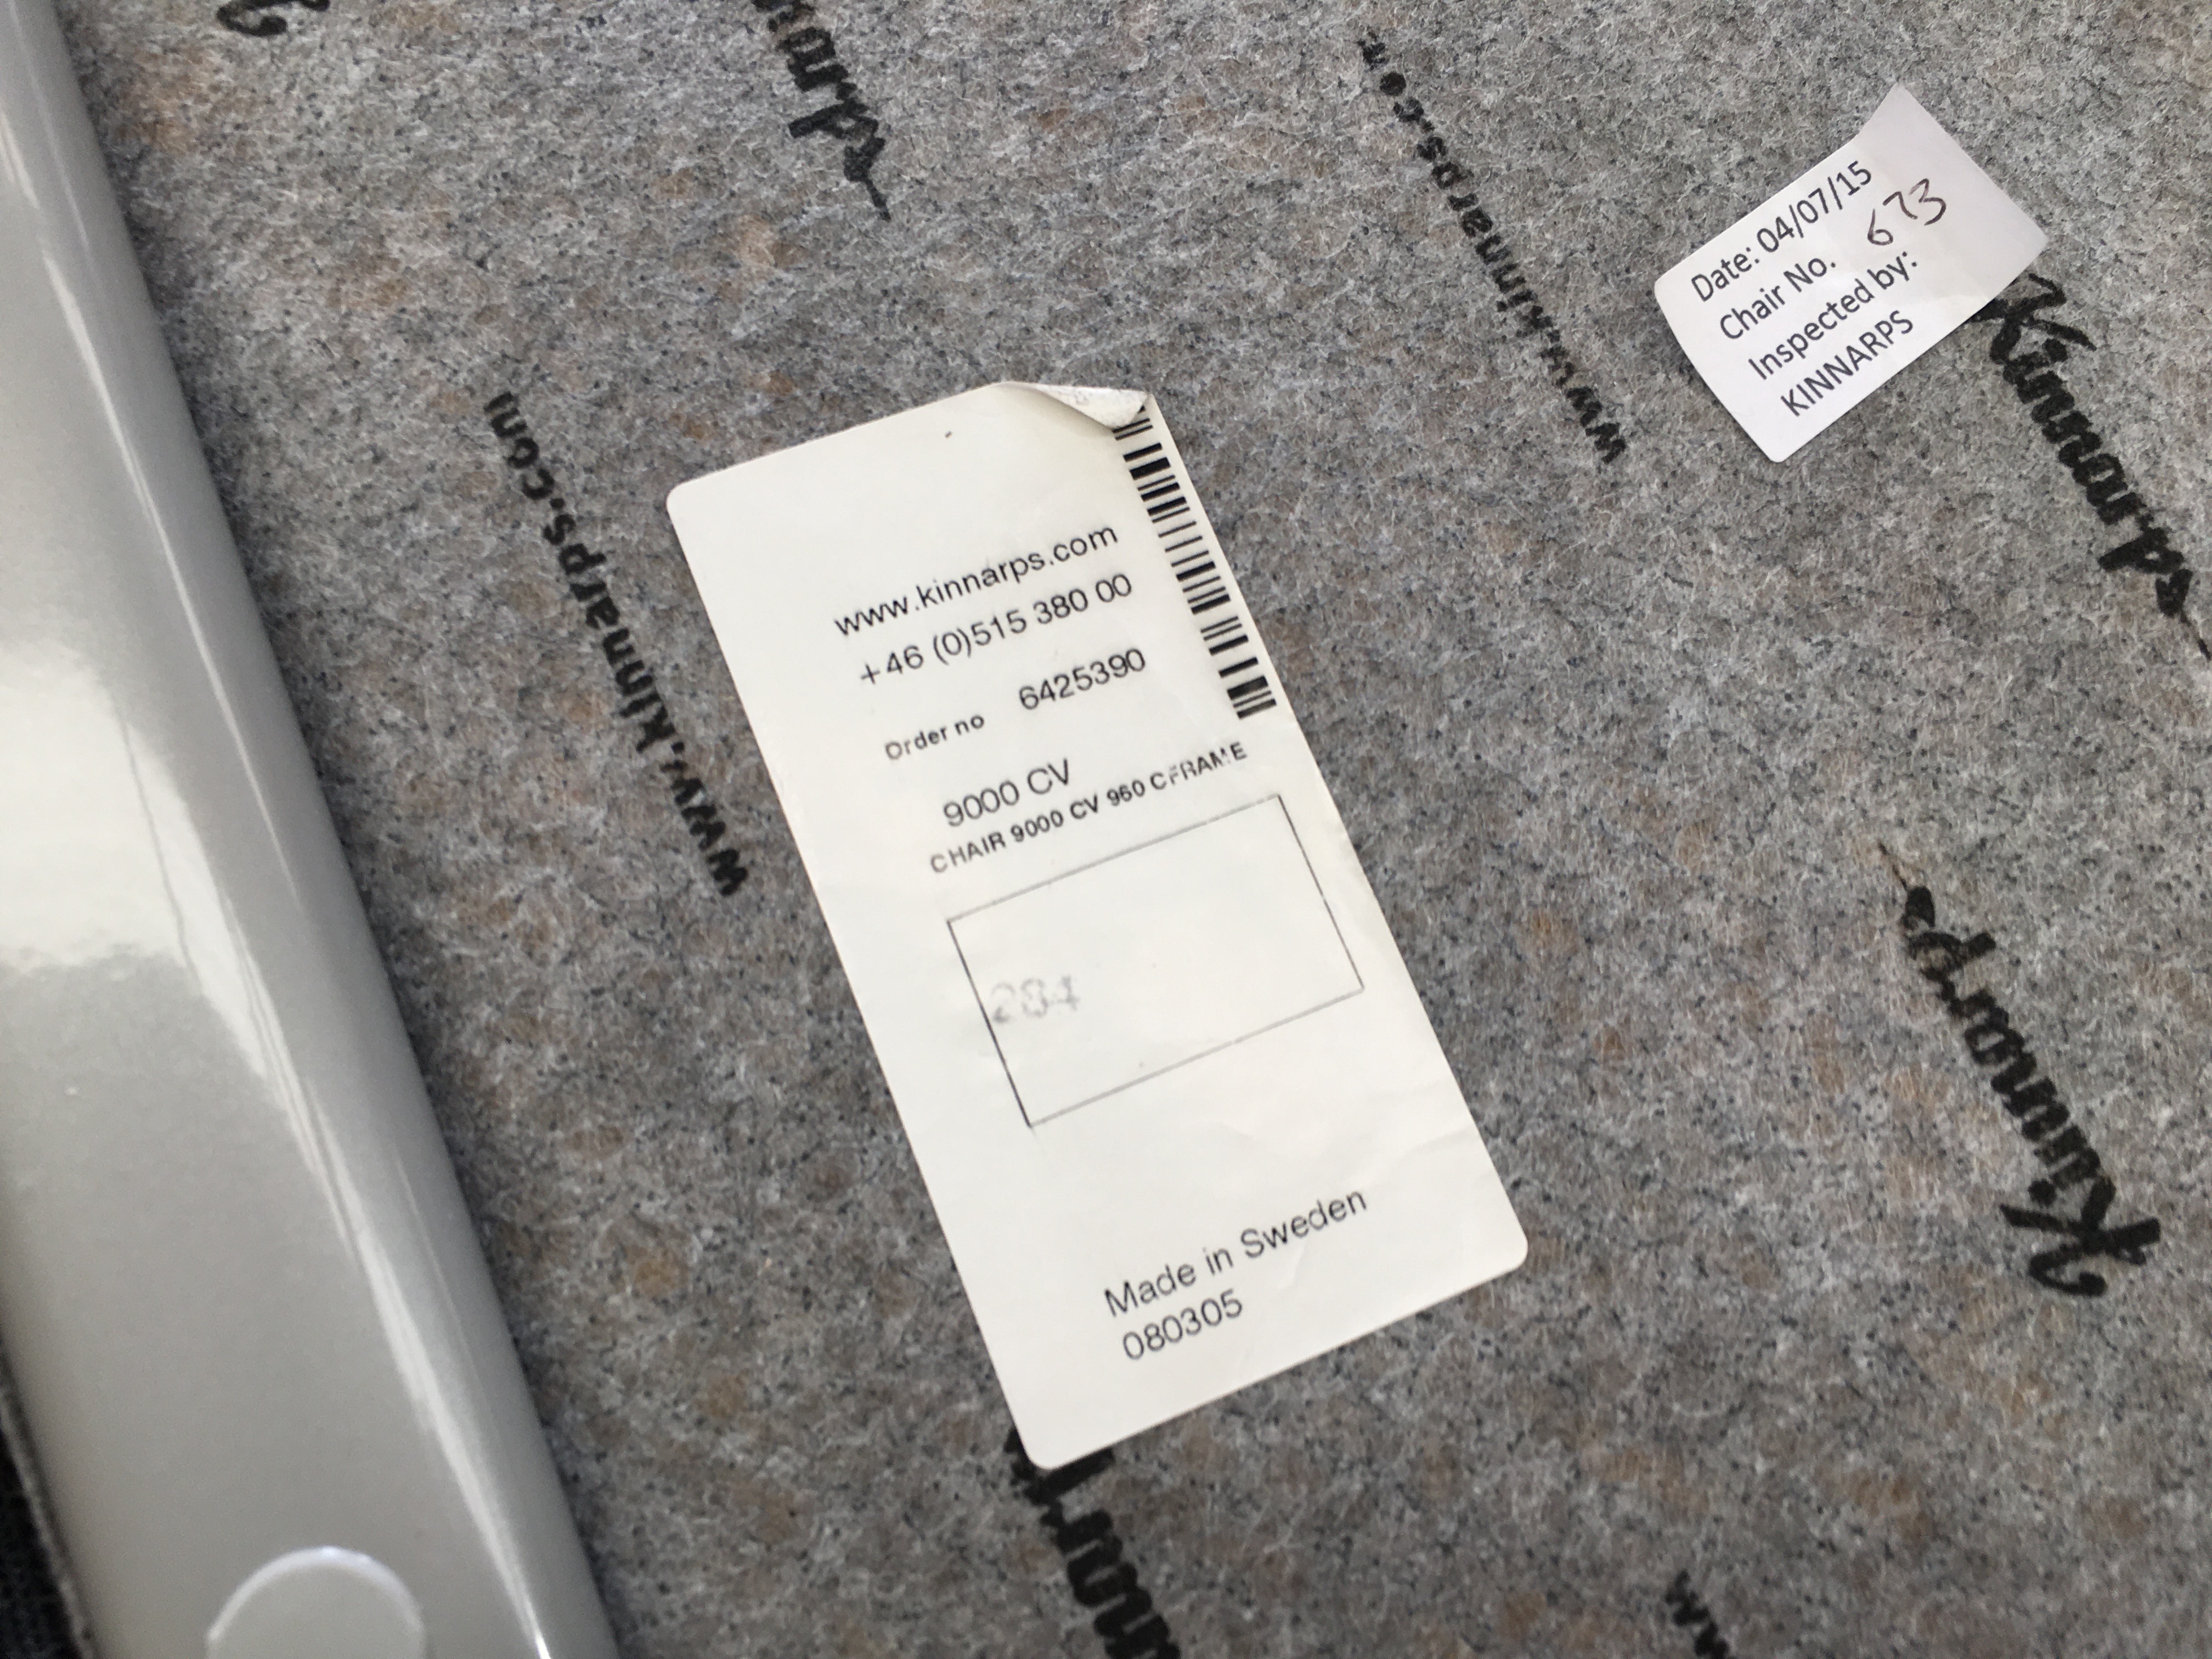 www.kinnarps.com
+46 (0)515 380 00
Order no 6425390
9000 CV
CHAIR 9000 CV 960 CFRAME
284
Made in Sweden
080305
Date: 04/07/15
Chair No. 673
Inspected by:
KINNARPS
www.kinnarps.com
www.kinnarps.com
Kinnarps
Kinnarps